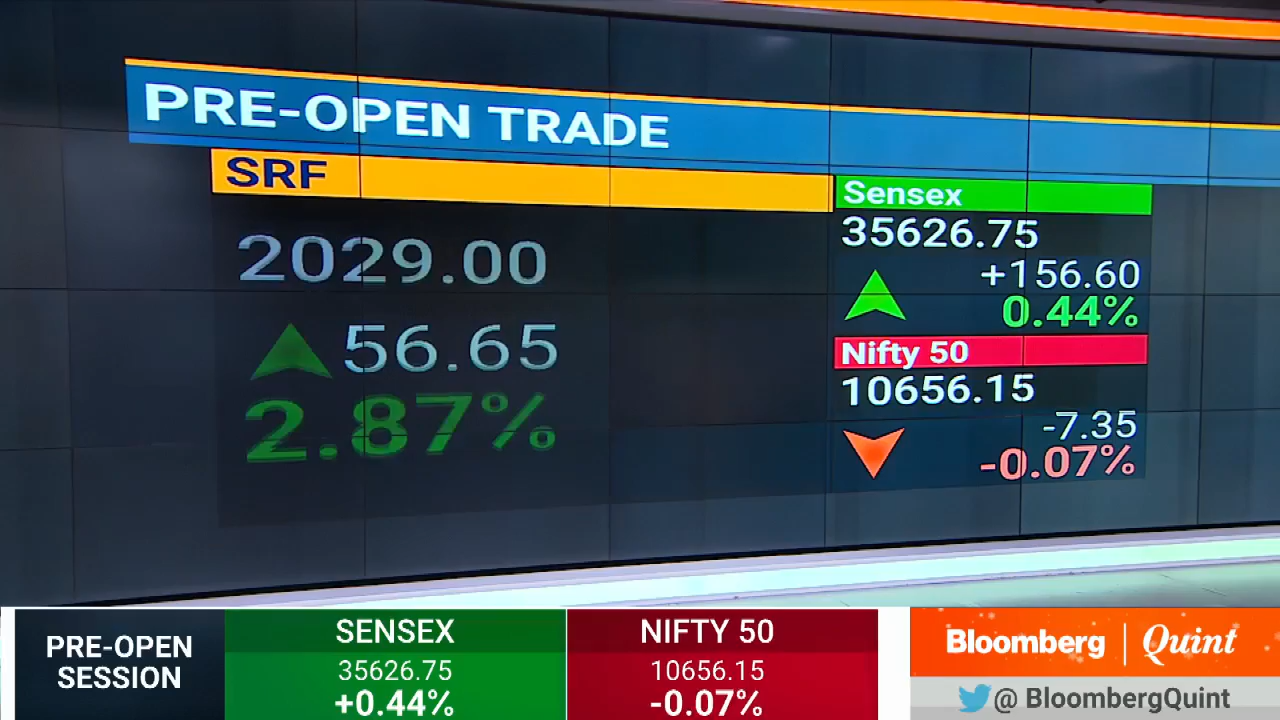 PRE-OPEN TRADE
SRF
2029.00
56.65
2.87%
Sensex
35626.75
+156.60
0.44%
Nifty 50
10656.15
-7.35
-0.07%
PRE-OPEN
SESSION
SENSEX
35626.75
+0.44%
NIFTY 50
10656.15
-0.07%
Bloomberg | Quint
@ BloombergQuint